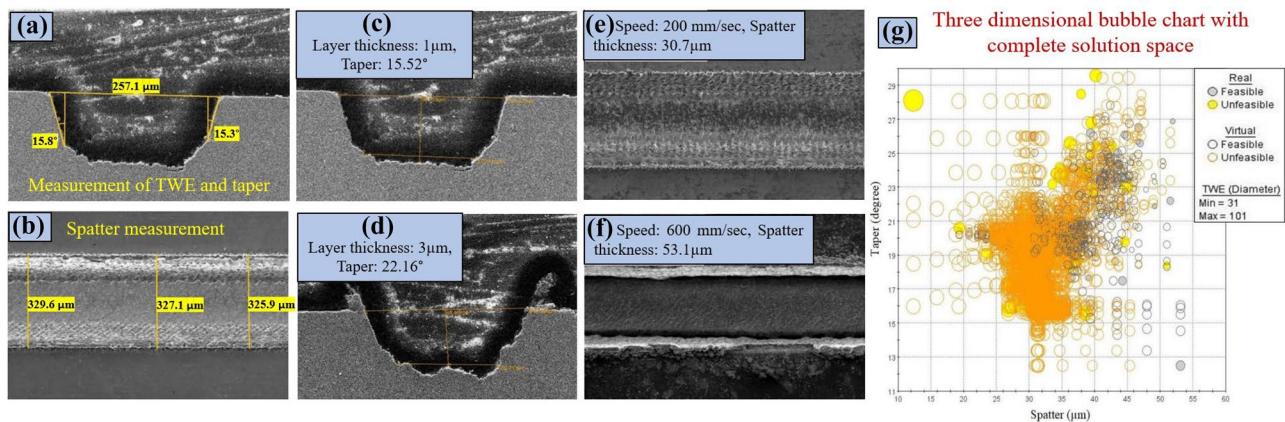 (a)
257.1 µm
15.8°
15.3°
Measurement of TWE and taper
(b)
Spatter measurement
329.6 µm
327.1 µm
325.9 µm
(c)
Layer thickness: 1µm,
Taper: 15.52°
(d)
Layer thickness: 3µm,
Taper: 22.16°
(e)
Speed: 200 mm/sec, Spatter
thickness: 30.7µm
(f)
Speed: 600 mm/sec, Spatter
thickness: 53.1µm
(g)
Three dimensional bubble chart with
complete solution space
Real
Feasible
Unfeasible
Virtual
Feasible
Unfeasible
TWE (Diameter)
Min = 31
Max = 101
Taper (degree)
29
27
25
23
21
19
17
15
13
11
10
15
20
25
30
35
40
45
50
55
60
Spatter (µm)